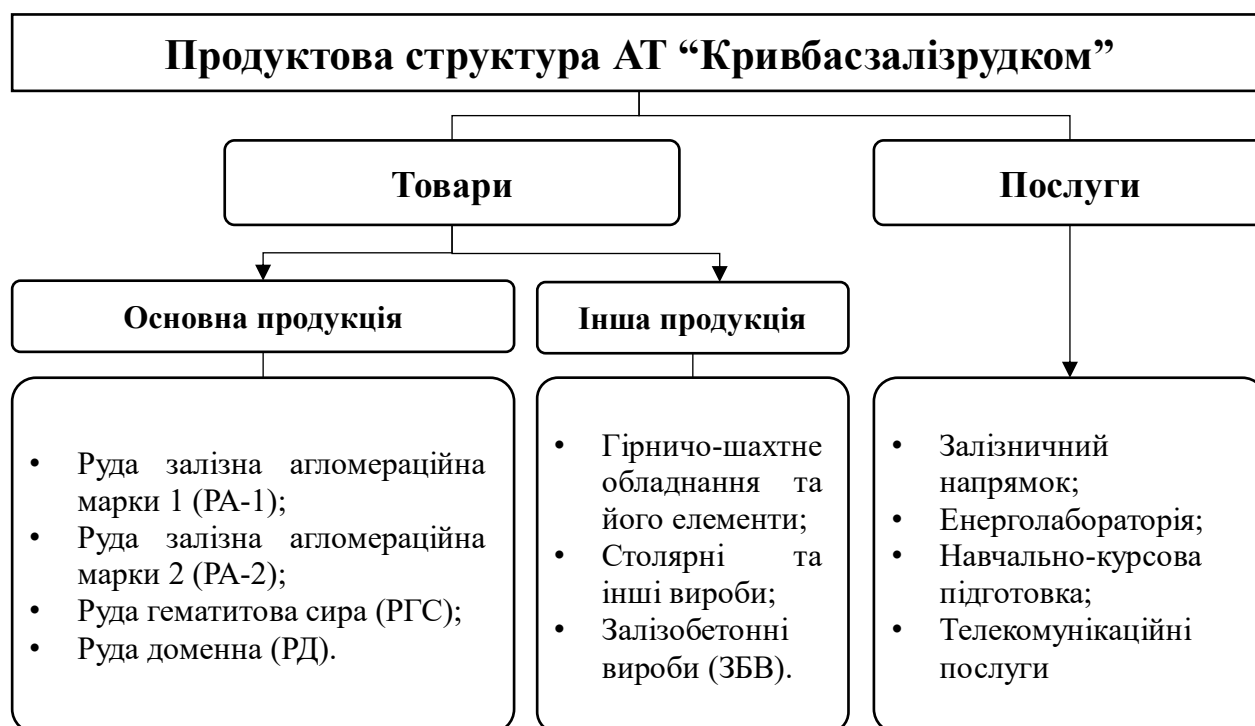 Продуктова структура АТ “Кривбасзалізрудком”
Товари
Послуги
Основна продукція
Інша продукція
• Руда залізна агломераційна
марки 1 (РА-1);
• Руда залізна агломераційна
марки 2 (РА-2);
• Руда гематитова сира (РГС);
• Руда доменна (РД).
• Гірничо-шахтне
обладнання та
його елементи;
• Столярні та
інші вироби;
• Залізобетонні
вироби (ЗБВ).
• Залізничний
напрямок;
• Енерголабораторія;
• Навчально-курсова
підготовка;
• Телекомунікаційні
послуги